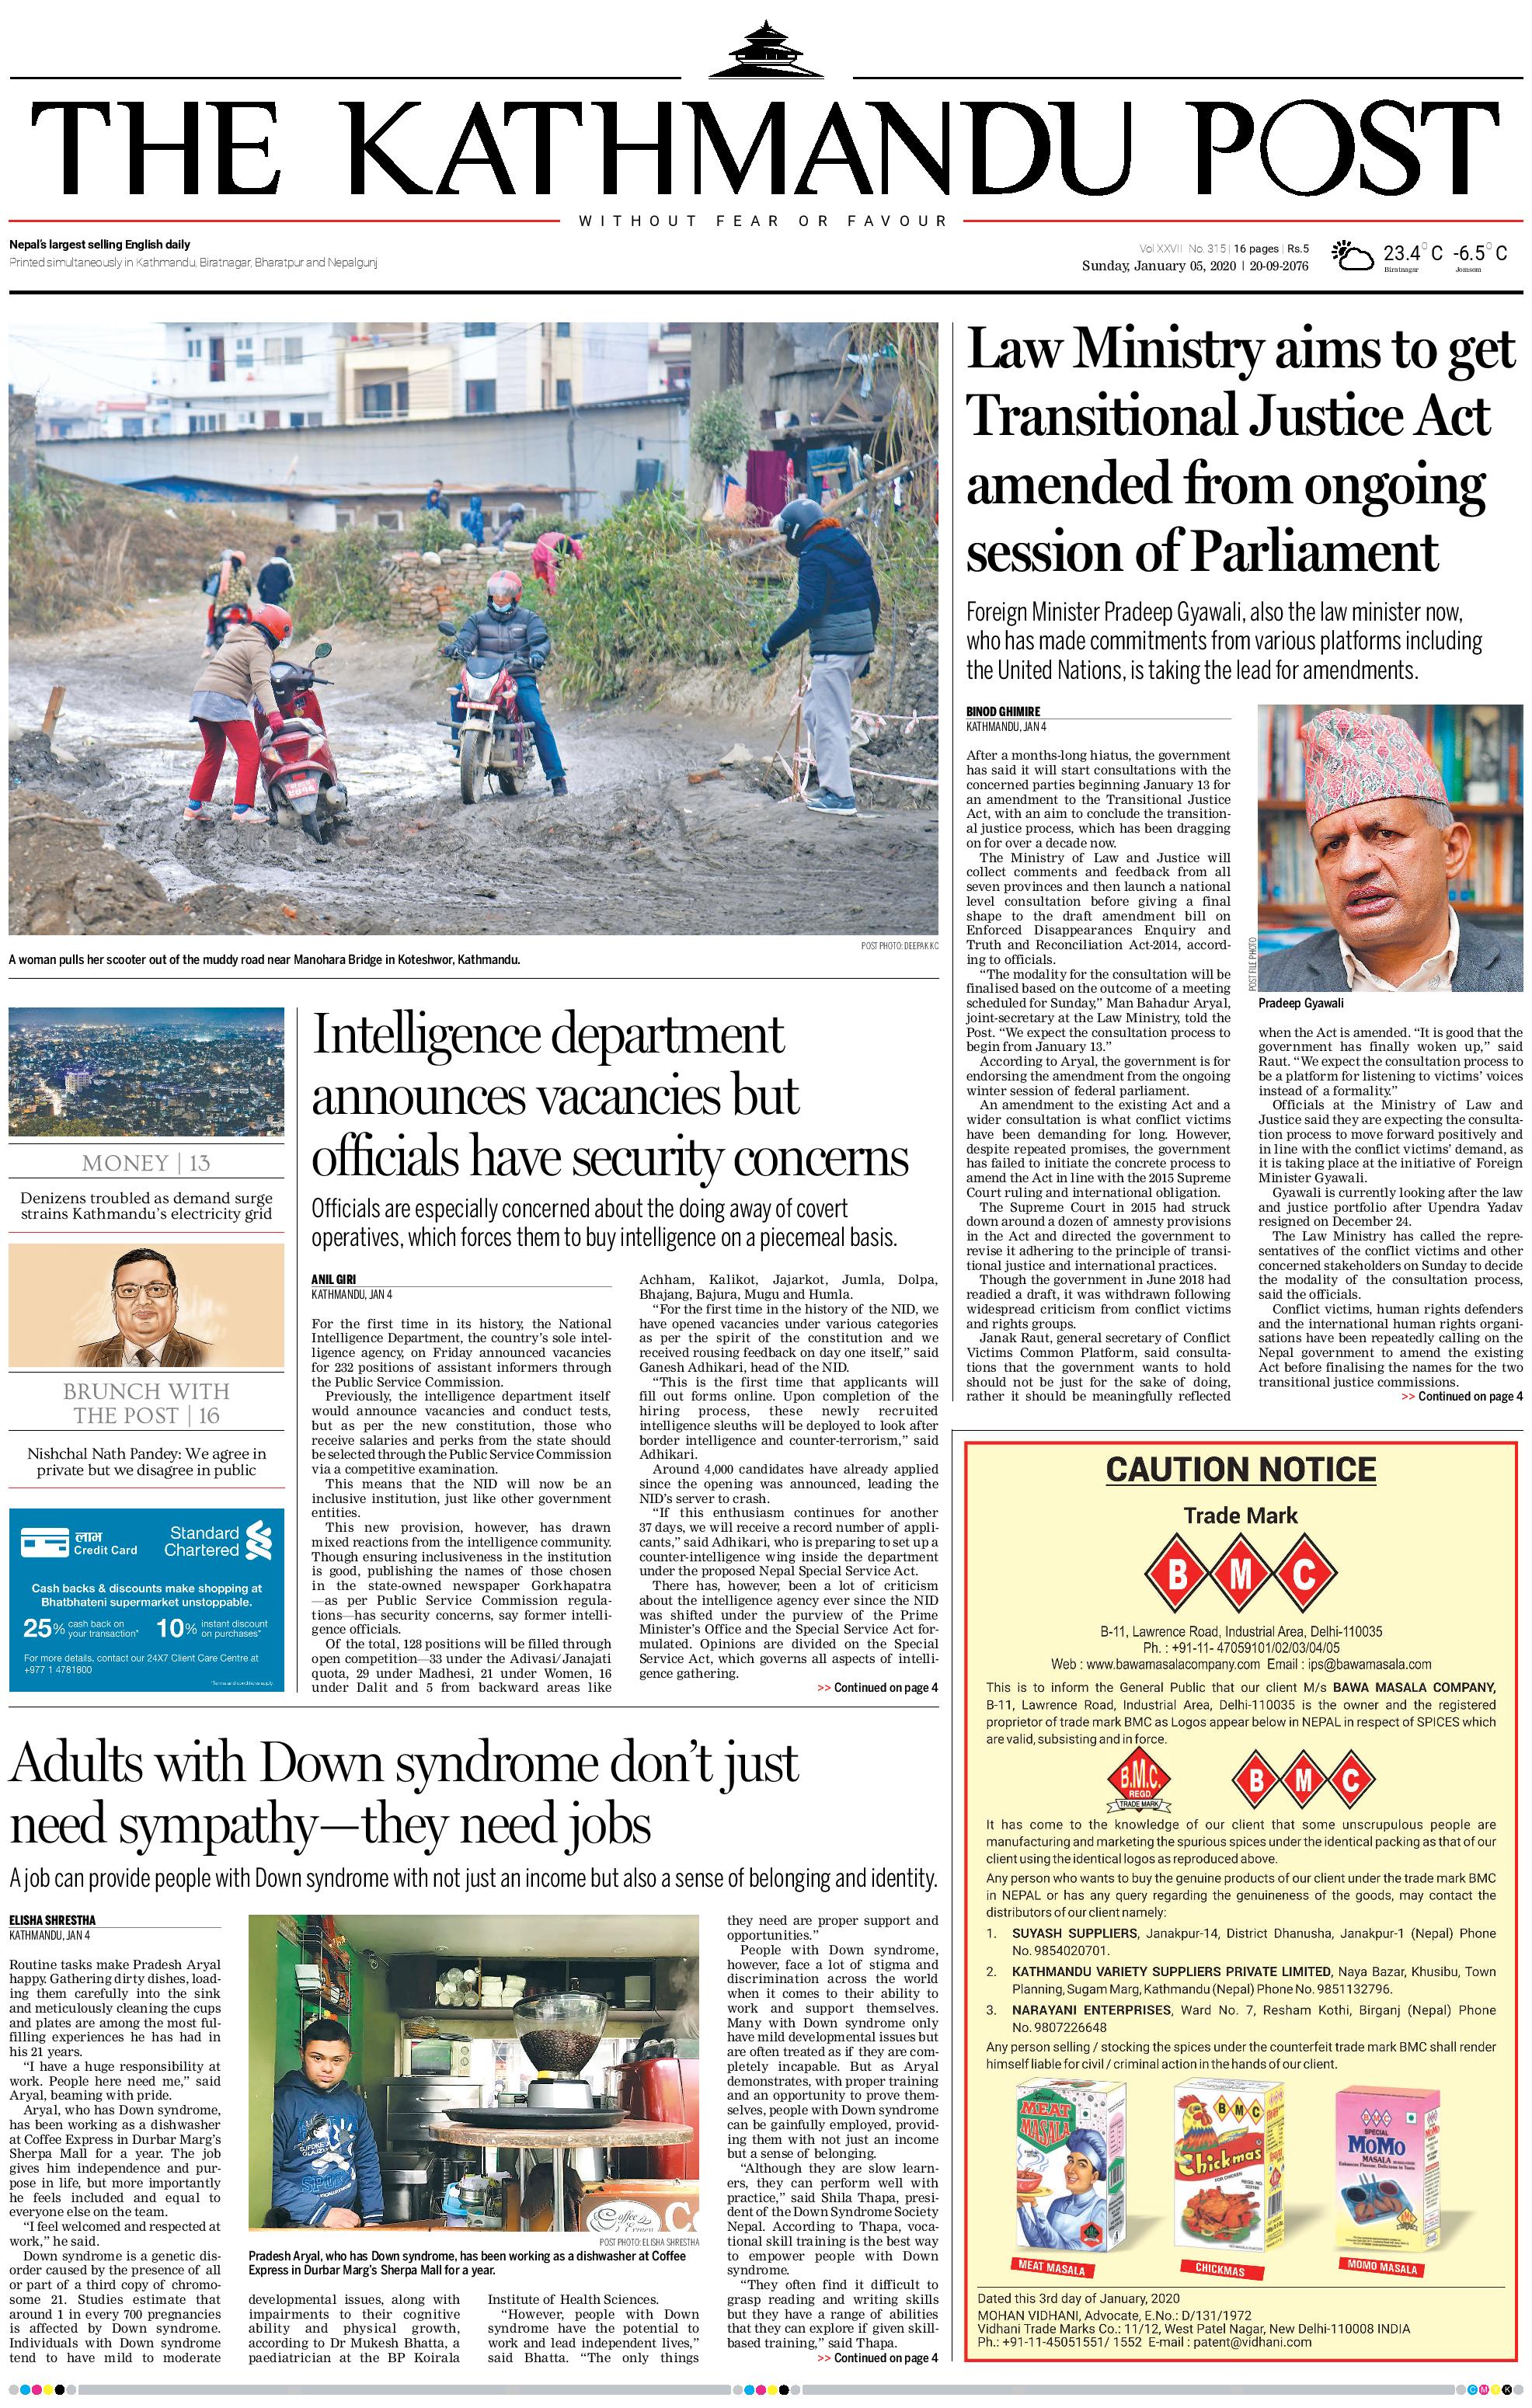 THE KATHMANDU POST
WITHOUT FEAR OR FAVOUR
Nepal's largest selling English daily
Printed simultaneously in Kathmandu, Biratnagar, Bharatpur and Nepalgunj
Vol XXVII No. 315 | 16 pages | Rs.5
Sunday, January 05, 2020 | 20-09-2076
23.4°C -6.5°C
Biratnagar Jomsom
POST PHOTO: DEEPAK KC
A woman pulls her scooter out of the muddy road near Manohara Bridge in Koteshwor, Kathmandu.
Law Ministry aims to get
Transitional Justice Act
amended from ongoing
session of Parliament
Foreign Minister Pradeep Gyawali, also the law minister now,
who has made commitments from various platforms including
the United Nations, is taking the lead for amendments.
BINOD GHIMIRE
KATHMANDU, JAN 4
After a months-long hiatus, the government
has said it will start consultations with the
concerned parties beginning January 13 for
an amendment to the Transitional Justice
Act, with an aim to conclude the transition-
al justice process, which has been dragging
on for over a decade now.
The Ministry of Law and Justice will
collect comments and feedback from all
seven provinces and then launch a national
level consultation before giving a final
shape to the draft amendment bill on
Enforced Disappearances Enquiry and
Truth and Reconciliation Act-2014, accord-
ing to officials.
"The modality for the consultation will be
finalised based on the outcome of a meeting
scheduled for Sunday," Man Bahadur Aryal,
joint-secretary at the Law Ministry, told the
Post. "We expect the consultation process to
begin from January 13."
According to Aryal, the government is for
endorsing the amendment from the ongoing
winter session of federal parliament.
An amendment to the existing Act and a
wider consultation is what conflict victims
have been demanding for long. However,
despite repeated promises, the government
has failed to initiate the concrete process to
amend the Act in line with the 2015 Supreme
Court ruling and international obligation.
The Supreme Court in 2015 had struck
down around a dozen of amnesty provisions
in the Act and directed the government to
revise it adhering to the principle of transi-
tional justice and international practices.
Though the government in June 2018 had
readied a draft, it was withdrawn following
widespread criticism from conflict victims
and rights groups.
Janak Raut, general secretary of Conflict
Victims Common Platform, said consulta-
tions that the government wants to hold
should not be just for the sake of doing,
rather it should be meaningfully reflected
POST FILE PHOTO
Pradeep Gyawali
when the Act is amended. "It is good that the
government has finally woken up," said
Raut. "We expect the consultation process to
be a platform for listening to victims' voices
instead of a formality."
Officials at the Ministry of Law and
Justice said they are expecting the consulta-
tion process to move forward positively and
in line with the conflict victims' demand, as
it is taking place at the initiative of Foreign
Minister Gyawali.
Gyawali is currently looking after the law
and justice portfolio after Upendra Yadav
resigned on December 24.
The Law Ministry has called the repre-
sentatives of the conflict victims and other
concerned stakeholders on Sunday to decide
the modality of the consultation process,
said the officials.
Conflict victims, human rights defenders
and the international human rights organi-
sations have been repeatedly calling on the
Nepal government to amend the existing
Act before finalising the names for the two
transitional justice commissions.
>> Continued on page 4
MONEY | 13
Denizens troubled as demand surge
strains Kathmandu's electricity grid
BRUNCH WITH
THE POST | 16
Nishchal Nath Pandey: We agree in
private but we disagree in public
लाभ
Credit Card
Standard
Chartered
Cash backs & discounts make shopping at
Bhatbhateni supermarket unstoppable.
25% cash back on your transaction* 10% instant discount on purchases*
For more details, contact our 24X7 Client Care Centre at
+977 1 4781800
*Terms and conditions apply.
Intelligence department
announces vacancies but
officials have security concerns
Officials are especially concerned about the doing away of covert
operatives, which forces them to buy intelligence on a piecemeal basis.
ANIL GIRI
KATHMANDU, JAN 4
For the first time in its history, the National
Intelligence Department, the country's sole intel-
ligence agency, on Friday announced vacancies
for 232 positions of assistant informers through
the Public Service Commission.
Previously, the intelligence department itself
would announce vacancies and conduct tests,
but as per the new constitution, those who
receive salaries and perks from the state should
be selected through the Public Service Commission
via a competitive examination.
This means that the NID will now be an
inclusive institution, just like other government
entities.
This new provision, however, has drawn
mixed reactions from the intelligence community.
Though ensuring inclusiveness in the institution
is good, publishing the names of those chosen
in the state-owned newspaper Gorkhapatra
—as per Public Service Commission regula-
tions—has security concerns, say former intelli-
gence officials.
Of the total, 128 positions will be filled through
open competition—33 under the Adivasi/Janajati
quota, 29 under Madhesi, 21 under Women, 16
under Dalit and 5 from backward areas like
Achham, Kalikot, Jajarkot, Jumla, Dolpa,
Bhajang, Bajura, Mugu and Humla.
"For the first time in the history of the NID, we
have opened vacancies under various categories
as per the spirit of the constitution and we
received rousing feedback on day one itself," said
Ganesh Adhikari, head of the NID.
"This is the first time that applicants will
fill out forms online. Upon completion of the
hiring process, these newly recruited
intelligence sleuths will be deployed to look after
border intelligence and counter-terrorism," said
Adhikari.
Around 4,000 candidates have already applied
since the opening was announced, leading the
NID's server to crash.
"If this enthusiasm continues for another
37 days, we will receive a record number of appli-
cants," said Adhikari, who is preparing to set up a
counter-intelligence wing inside the department
under the proposed Nepal Special Service Act.
There has, however, been a lot of criticism
about the intelligence agency ever since the NID
was shifted under the purview of the Prime
Minister's Office and the Special Service Act for-
mulated. Opinions are divided on the Special
Service Act, which governs all aspects of intelli-
gence gathering.
>> Continued on page 4
Adults with Down syndrome don't just
need sympathy—they need jobs
A job can provide people with Down syndrome with not just an income but also a sense of belonging and identity.
ELISHA SHRESTHA
KATHMANDU, JAN 4
Routine tasks make Pradesh Aryal
happy. Gathering dirty dishes, load-
ing them carefully into the sink
and meticulously cleaning the cups
and plates are among the most ful-
filling experiences he has had in
his 21 years.
"I have a huge responsibility at
work. People here need me," said
Aryal, beaming with pride.
Aryal, who has Down syndrome,
has been working as a dishwasher
at Coffee Express in Durbar Marg's
Sherpa Mall for a year. The job
gives him independence and pur-
pose in life, but more importantly
he feels included and equal to
everyone else on the team.
"I feel welcomed and respected at
work," he said.
Down syndrome is a genetic dis-
order caused by the presence of all
or part of a third copy of chromo-
some 21. Studies estimate that
around 1 in every 700 pregnancies
is affected by Down syndrome.
Individuals with Down syndrome
tend to have mild to moderate
POST PHOTO: ELISHA SHRESTHA
Pradesh Aryal, who has Down syndrome, has been working as a dishwasher at Coffee
Express in Durbar Marg's Sherpa Mall for a year.
developmental issues, along with
impairments to their cognitive
ability and physical growth,
according to Dr Mukesh Bhatta, a
paediatrician at the BP Koirala
Institute of Health Sciences.
"However, people with Down
syndrome have the potential to
work and lead independent lives,"
said Bhatta. "The only things
they need are proper support and
opportunities."
People with Down syndrome,
however, face a lot of stigma and
discrimination across the world
when it comes to their ability to
work and support themselves.
Many with Down syndrome only
have mild developmental issues but
are often treated as if they are com-
pletely incapable. But as Aryal
demonstrates, with proper training
and an opportunity to prove them-
selves, people with Down syndrome
can be gainfully employed, provid-
ing them with not just an income
but a sense of belonging.
"Although they are slow learn-
ers, they can perform well with
practice," said Shila Thapa, presi-
dent of the Down Syndrome Society
Nepal. According to Thapa, voca-
tional skill training is the best way
to empower people with Down
syndrome.
"They often find it difficult to
grasp reading and writing skills
but they have a range of abilities
that they can explore if given skill-
based training," said Thapa.
>> Continued on page 4
CAUTION NOTICE
Trade Mark
B M C
B-11, Lawrence Road, Industrial Area, Delhi-110035
Ph. : +91-11- 47059101/02/03/04/05
Web : www.bawamasalacompany.com Email : ips@bawamasala.com
This is to inform the General Public that our client M/s BAWA MASALA COMPANY,
B-11, Lawrence Road, Industrial Area, Delhi-110035 is the owner and the registered
proprietor of trade mark BMC as Logos appear below in NEPAL in respect of SPICES which
are valid, subsisting and in force.
B.M.C.
REGD.
TRADE MARK
B M C
It has come to the knowledge of our client that some unscrupulous people are
manufacturing and marketing the spurious spices under the identical packing as that of our
client using the identical logos as reproduced above.
Any person who wants to buy the genuine products of our client under the trade mark BMC
in NEPAL or has any query regarding the genuineness of the goods, may contact the
distributors of our client namely:
1. SUYASH SUPPLIERS, Janakpur-14, District Dhanusha, Janakpur-1 (Nepal) Phone
No. 9854020701.
2. KATHMANDU VARIETY SUPPLIERS PRIVATE LIMITED, Naya Bazar, Khusibu, Town
Planning, Sugam Marg, Kathmandu (Nepal) Phone No. 9851132796.
3. NARAYANI ENTERPRISES, Ward No. 7, Resham Kothi, Birganj (Nepal) Phone
No. 9807226648
Any person selling / stocking the spices under the counterfeit trade mark BMC shall render
himself liable for civil / criminal action in the hands of our client.
Special
MEAT
MASALA
B M C
Chickmas
FOR CHICKEN
BMC
SPECIAL
MoMo
MASALA
MEAT MASALA
CHICKMAS
MOMO MASALA
Dated this 3rd day of January, 2020
MOHAN VIDHANI, Advocate, E.No.: D/131/1972
Vidhani Trade Marks Co.: 11/12, West Patel Nagar, New Delhi-110008 INDIA
Ph.: +91-11-45051551/ 1552 E-mail : patent@vidhani.com
C M Y K